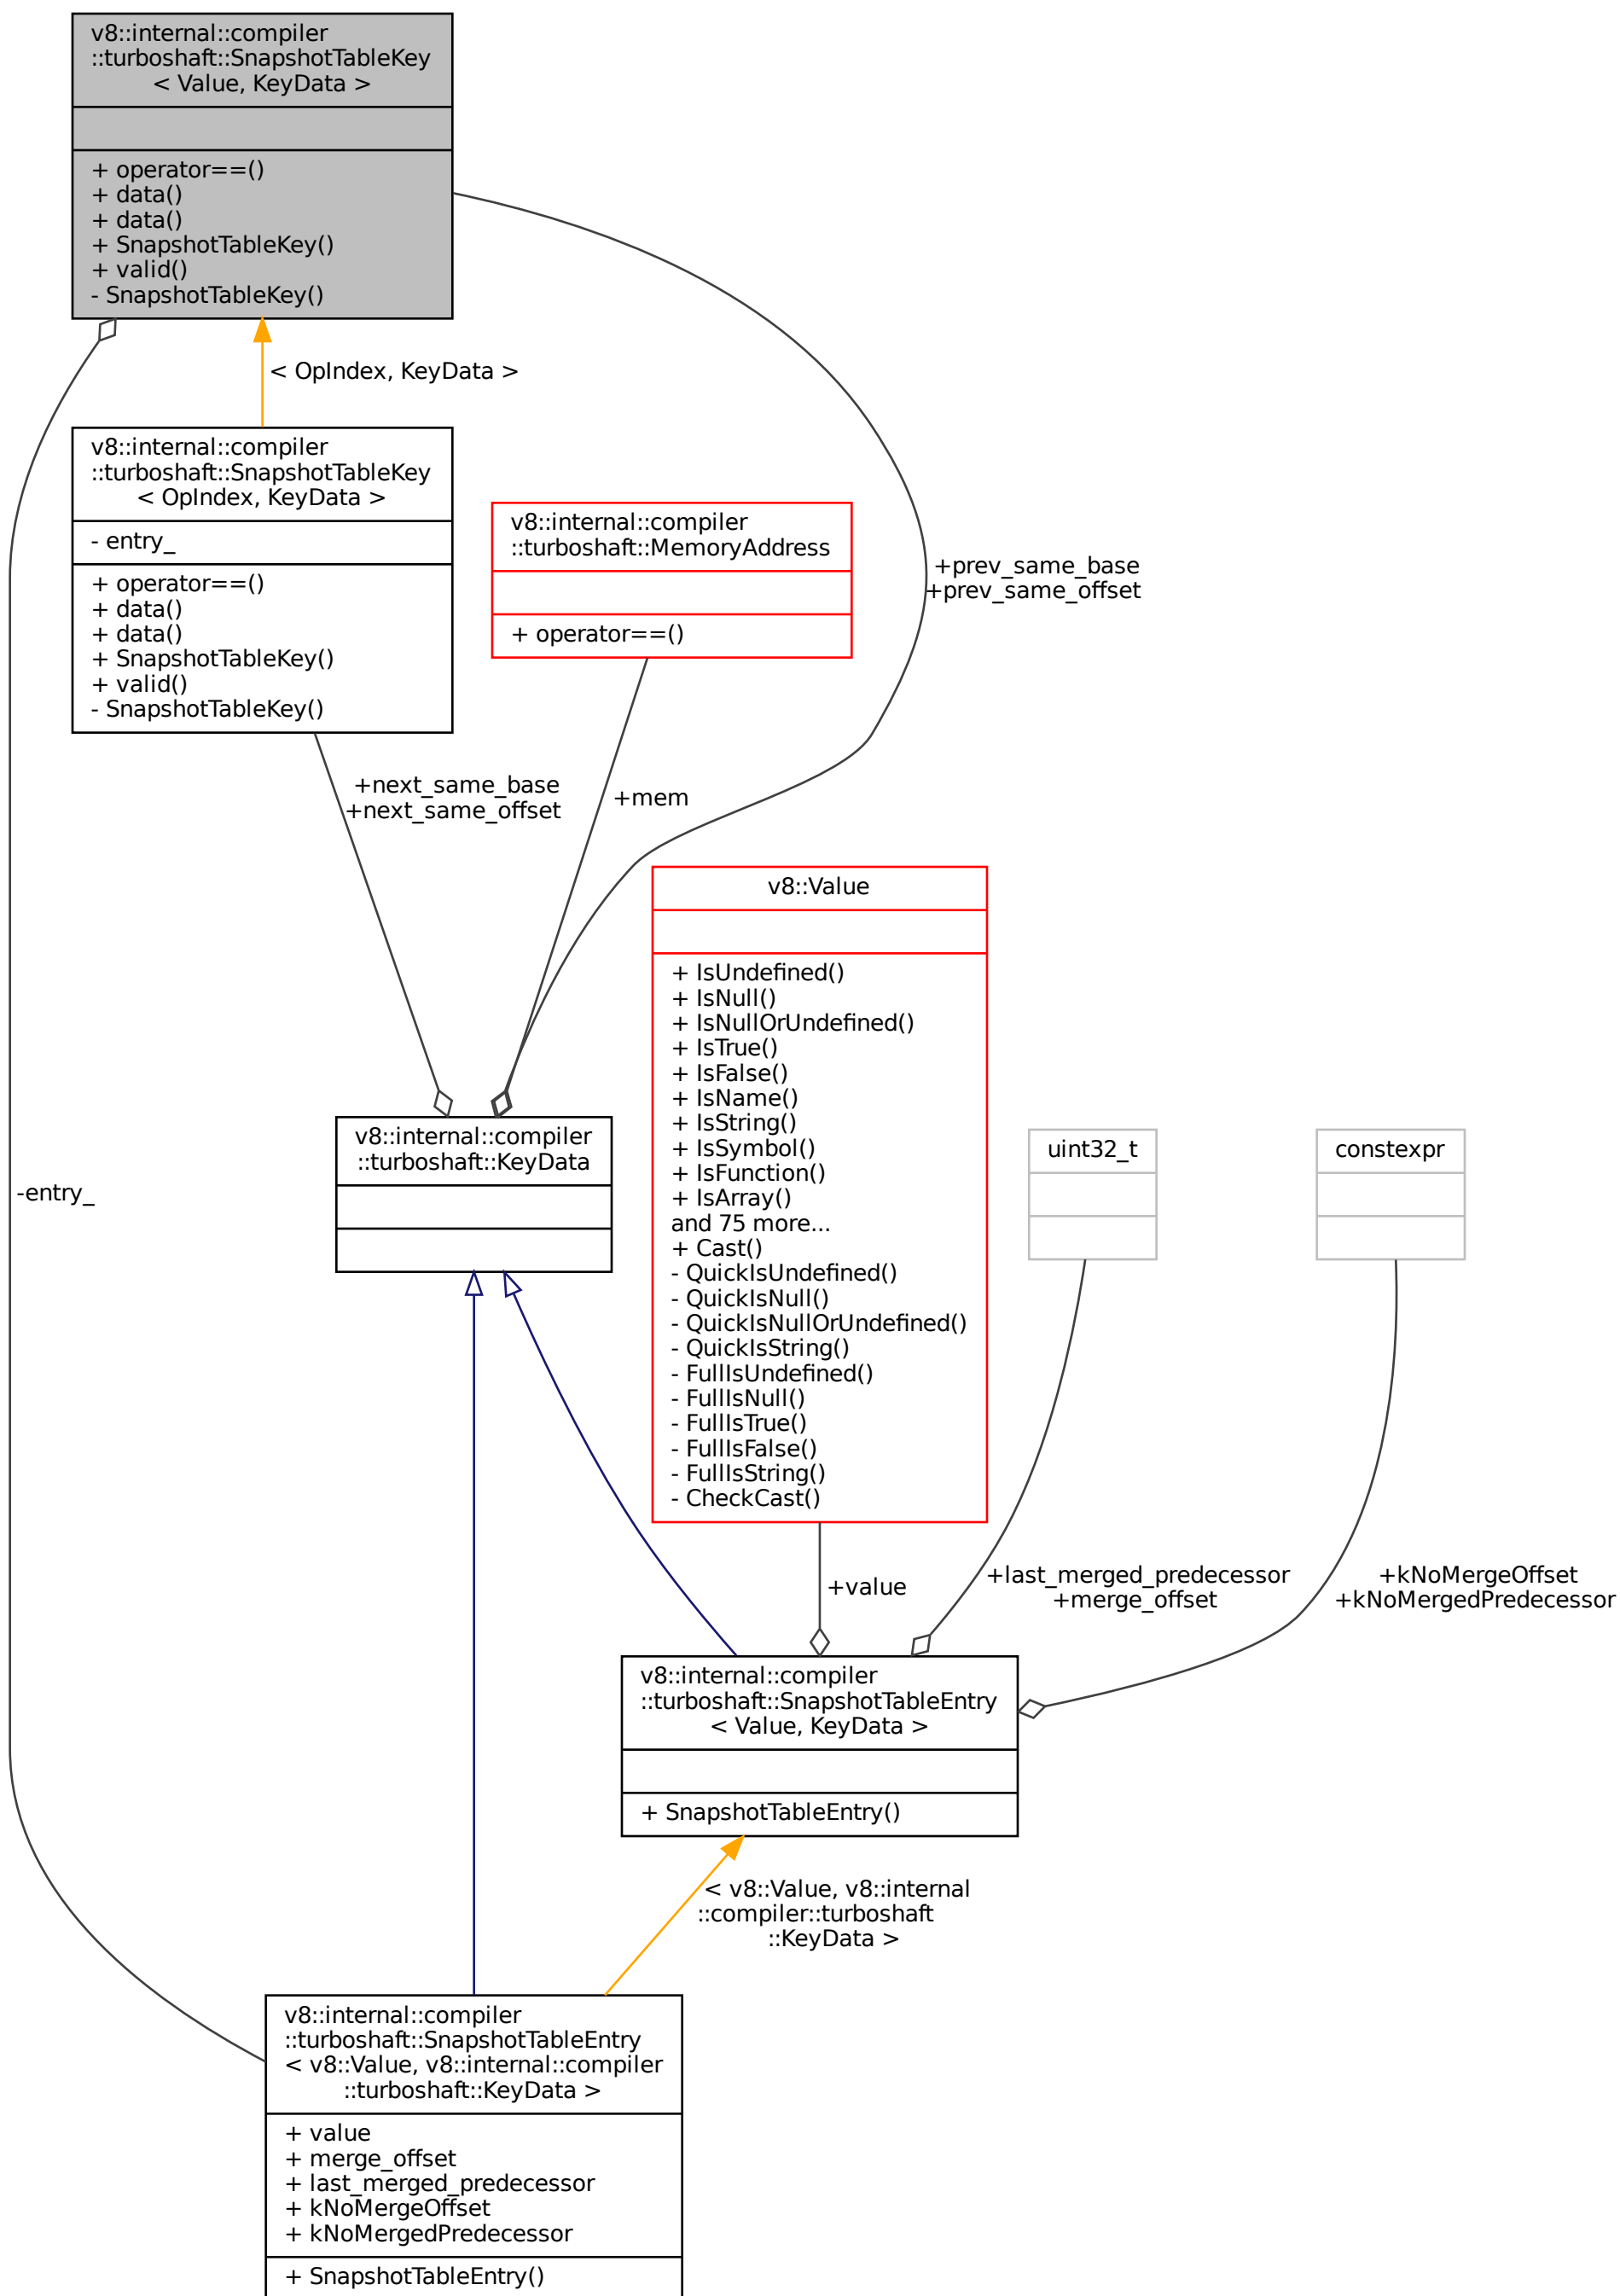 v8::internal::compiler
::turboshaft::SnapshotTableKey
< Value, KeyData >
+ operator==()
+ data()
+ data()
+ SnapshotTableKey()
+ valid()
- SnapshotTableKey()
< OpIndex, KeyData >
v8::internal::compiler
::turboshaft::SnapshotTableKey
< OpIndex, KeyData >
- entry_
+ operator==()
+ data()
+ data()
+ SnapshotTableKey()
+ valid()
- SnapshotTableKey()
v8::internal::compiler
::turboshaft::MemoryAddress
+ operator==()
+prev_same_base
+prev_same_offset
+next_same_base
+next_same_offset
+mem
v8::Value
+ IsUndefined()
+ IsNull()
+ IsNullOrUndefined()
+ IsTrue()
+ IsFalse()
+ IsName()
+ IsString()
+ IsSymbol()
+ IsFunction()
+ IsArray()
and 75 more...
+ Cast()
- QuickIsUndefined()
- QuickIsNull()
- QuickIsNullOrUndefined()
- QuickIsString()
- FullIsUndefined()
- FullIsNull()
- FullIsTrue()
- FullIsFalse()
- FullIsString()
- CheckCast()
v8::internal::compiler
::turboshaft::KeyData
uint32_t
constexpr
-entry_
+value
+last_merged_predecessor
+merge_offset
+kNoMergeOffset
+kNoMergedPredecessor
v8::internal::compiler
::turboshaft::SnapshotTableEntry
< Value, KeyData >
+ SnapshotTableEntry()
< v8::Value, v8::internal
::compiler::turboshaft
::KeyData >
v8::internal::compiler
::turboshaft::SnapshotTableEntry
< v8::Value, v8::internal::compiler
::turboshaft::KeyData >
+ value
+ merge_offset
+ last_merged_predecessor
+ kNoMergeOffset
+ kNoMergedPredecessor
+ SnapshotTableEntry()